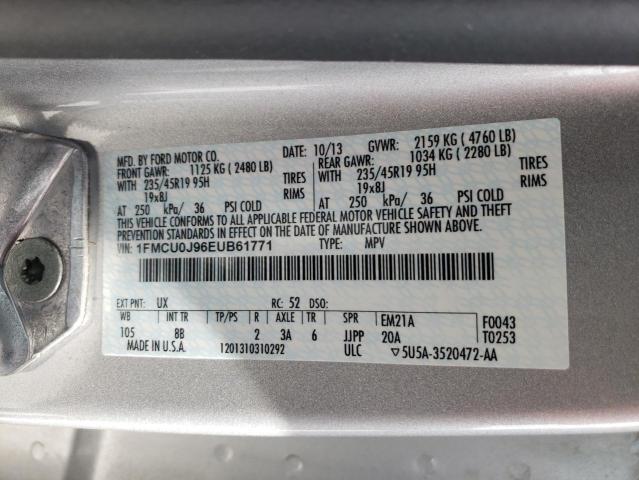 MFD. BY FORD MOTOR CO.
DATE: 10/13 GVWR: 2159 KG ( 4760 LB)
FRONT GAWR: 1125 KG ( 2480 LB) REAR GAWR: 1034 KG ( 2280 LB)
WITH 235/45R19 95H TIRES WITH 235/45R19 95H TIRES
19x8J RIMS 19x8J RIMS
AT 250 kPa/ 36 PSI COLD AT 250 kPa/ 36 PSI COLD
THIS VEHICLE CONFORMS TO ALL APPLICABLE FEDERAL MOTOR VEHICLE SAFETY AND THEFT
PREVENTION STANDARDS IN EFFECT ON THE DATE OF MANUFACTURE SHOWN ABOVE.
VIN: 1FMCU0J96EUB61771 TYPE: MPV
EXT PNT: UX RC: 52 DSO:
WB INT TR TP/PS R AXLE TR SPR EM21A F0043
105 8B 2 3A 6 JJPP 20A T0253
MADE IN U.S.A. 1201310310292 ULC ▽5U5A-3520472-AA